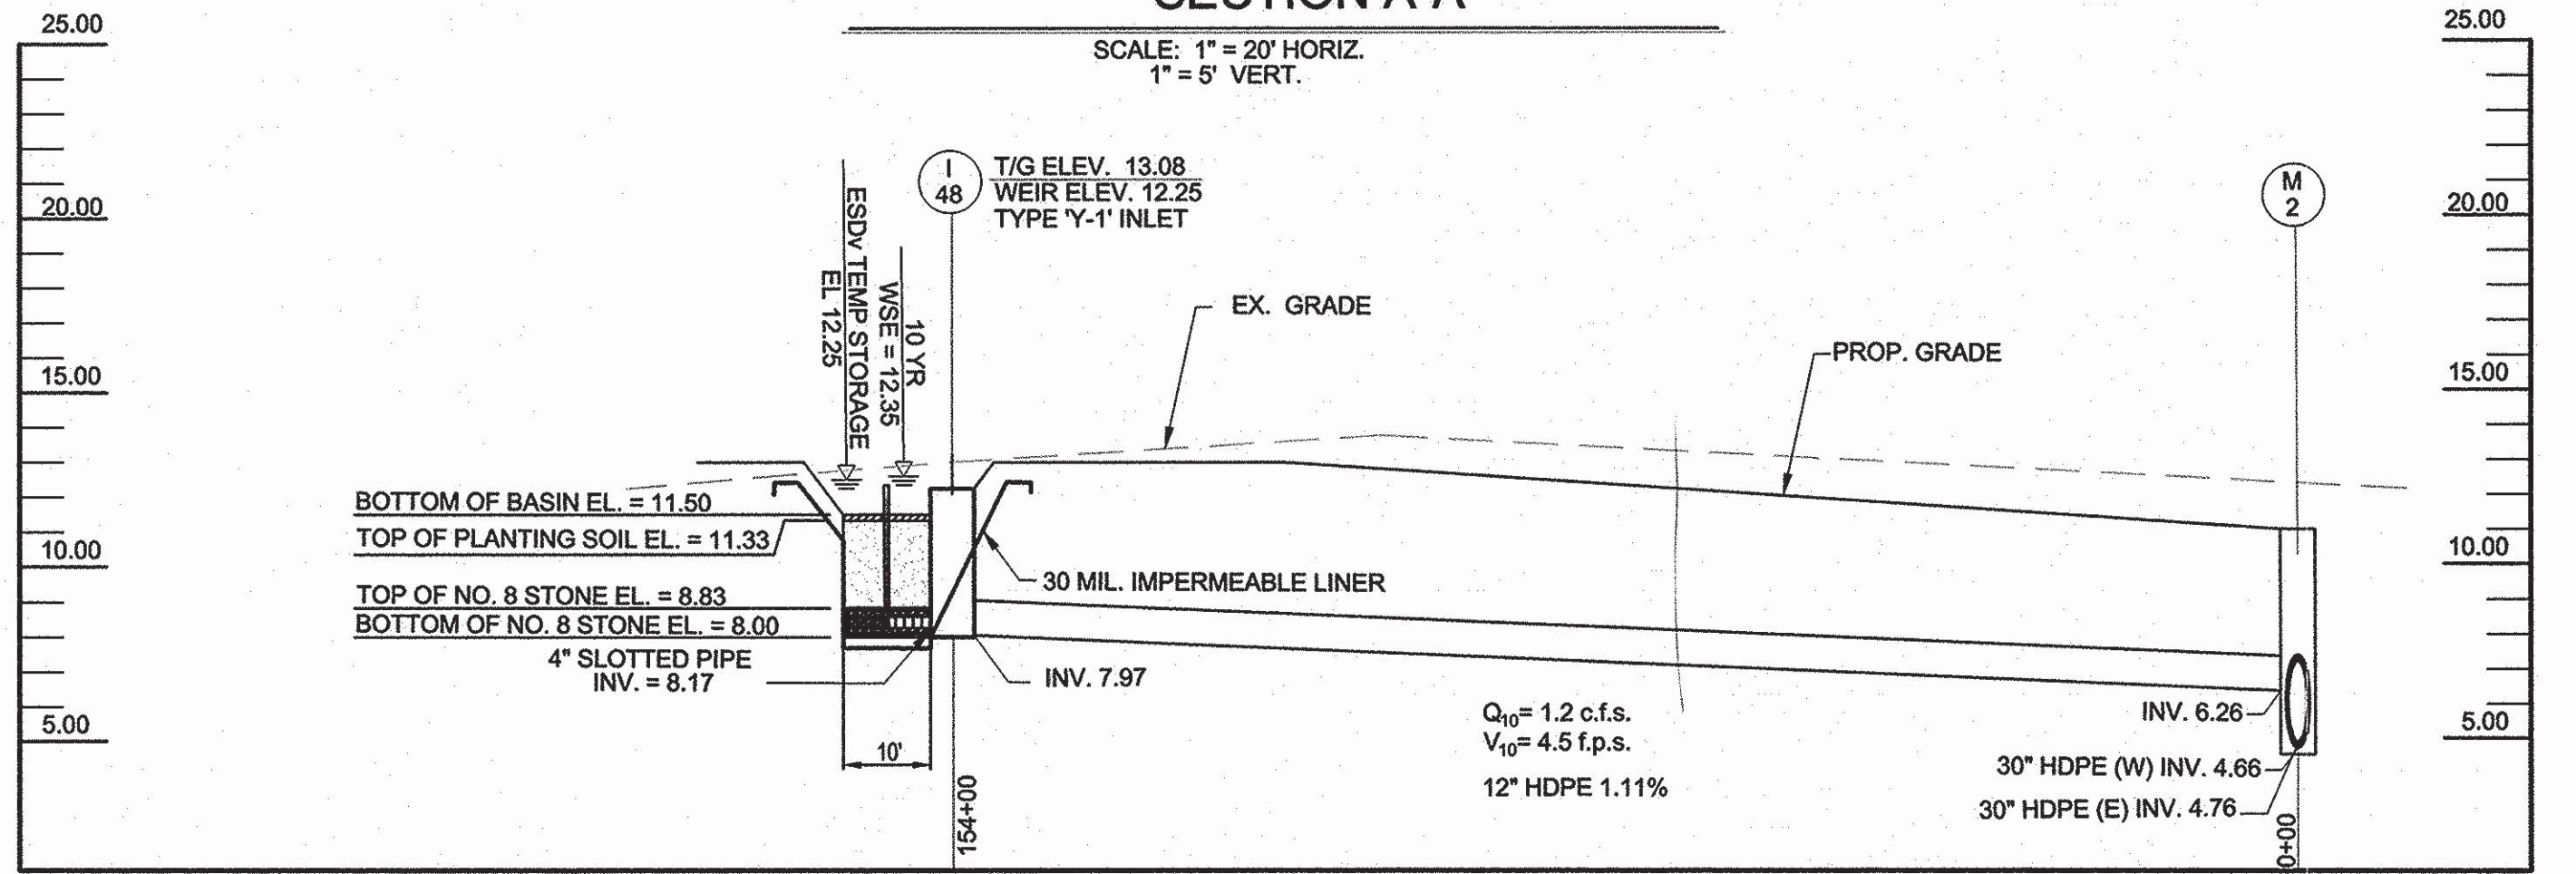 SECTION A-A
SCALE: 1" = 20' HORIZ.
1" = 5' VERT.
25.00
25.00
20.00
20.00
15.00
15.00
10.00
10.00
5.00
5.00
I
48
T/G ELEV. 13.08
WEIR ELEV. 12.25
TYPE 'Y-1' INLET
M
2
ESDv TEMP STORAGE
EL 12.25
10 YR
WSE = 12.35
EX. GRADE
PROP. GRADE
BOTTOM OF BASIN EL. = 11.50
TOP OF PLANTING SOIL EL. = 11.33
TOP OF NO. 8 STONE EL. = 8.83
BOTTOM OF NO. 8 STONE EL. = 8.00
4" SLOTTED PIPE
INV. = 8.17
30 MIL. IMPERMEABLE LINER
INV. 7.97
10'
154+00
Q10= 1.2 c.f.s.
V10= 4.5 f.p.s.
12" HDPE 1.11%
INV. 6.26
30" HDPE (W) INV. 4.66
30" HDPE (E) INV. 4.76
0+00